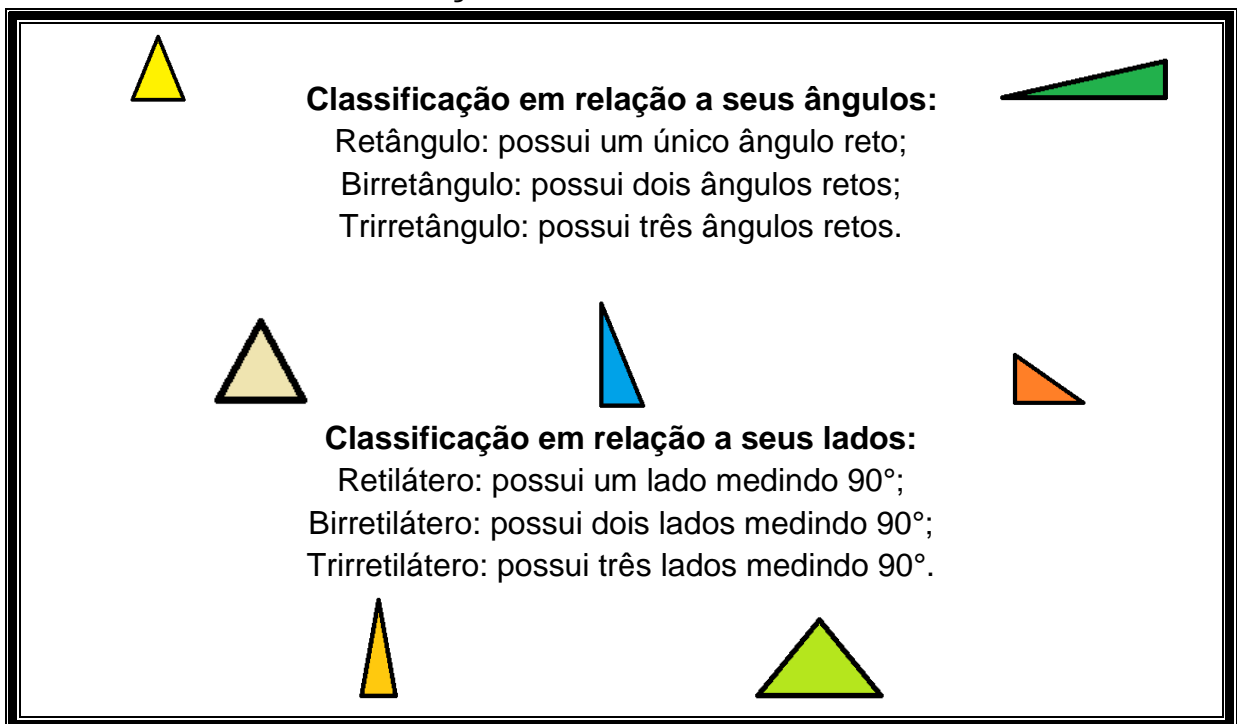 Classificação em relação a seus ângulos:
Retângulo: possui um único ângulo reto;
Birretângulo: possui dois ângulos retos;
Trirretângulo: possui três ângulos retos.
Classificação em relação a seus lados:
Retilátero: possui um lado medindo 90°;
Birretilátero: possui dois lados medindo 90°;
Trirretilátero: possui três lados medindo 90°.